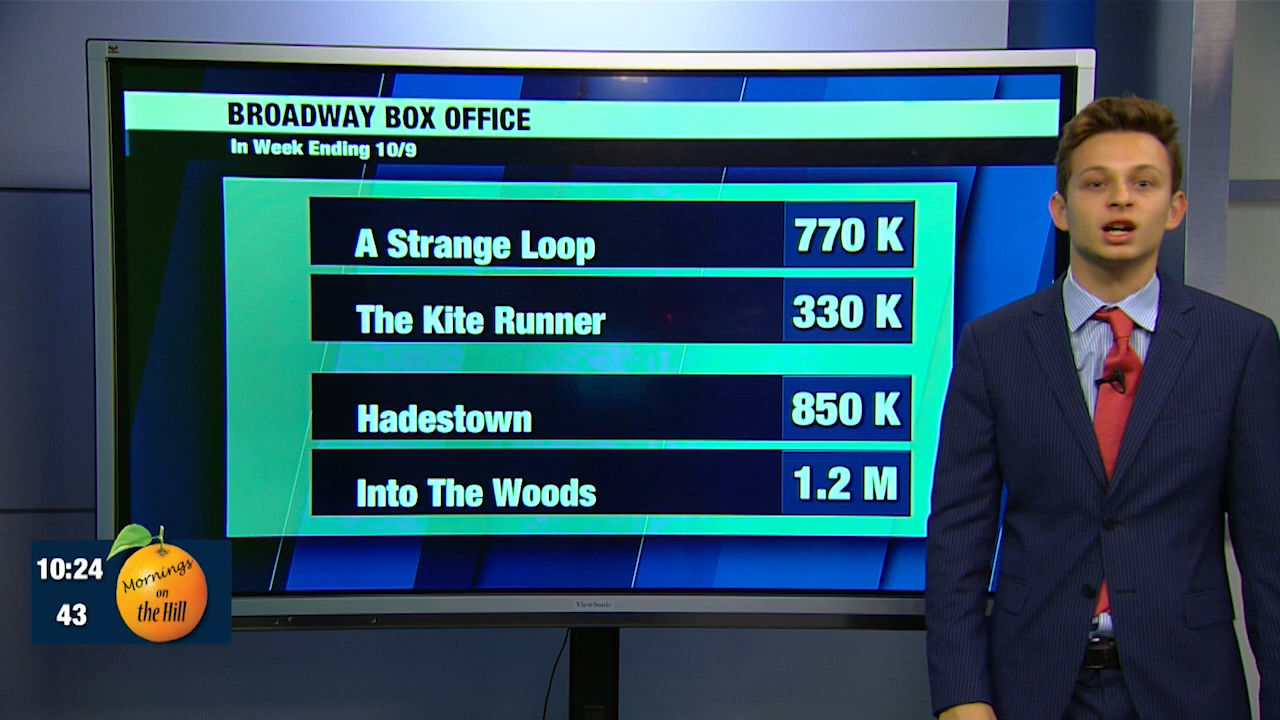 BROADWAY BOX OFFICE
In Week Ending 10/9
A Strange Loop 770 K
The Kite Runner 330 K
Hadestown 850 K
Into The Woods 1.2 M
ViewSonic
10:24
43
Mornings
on
the Hill